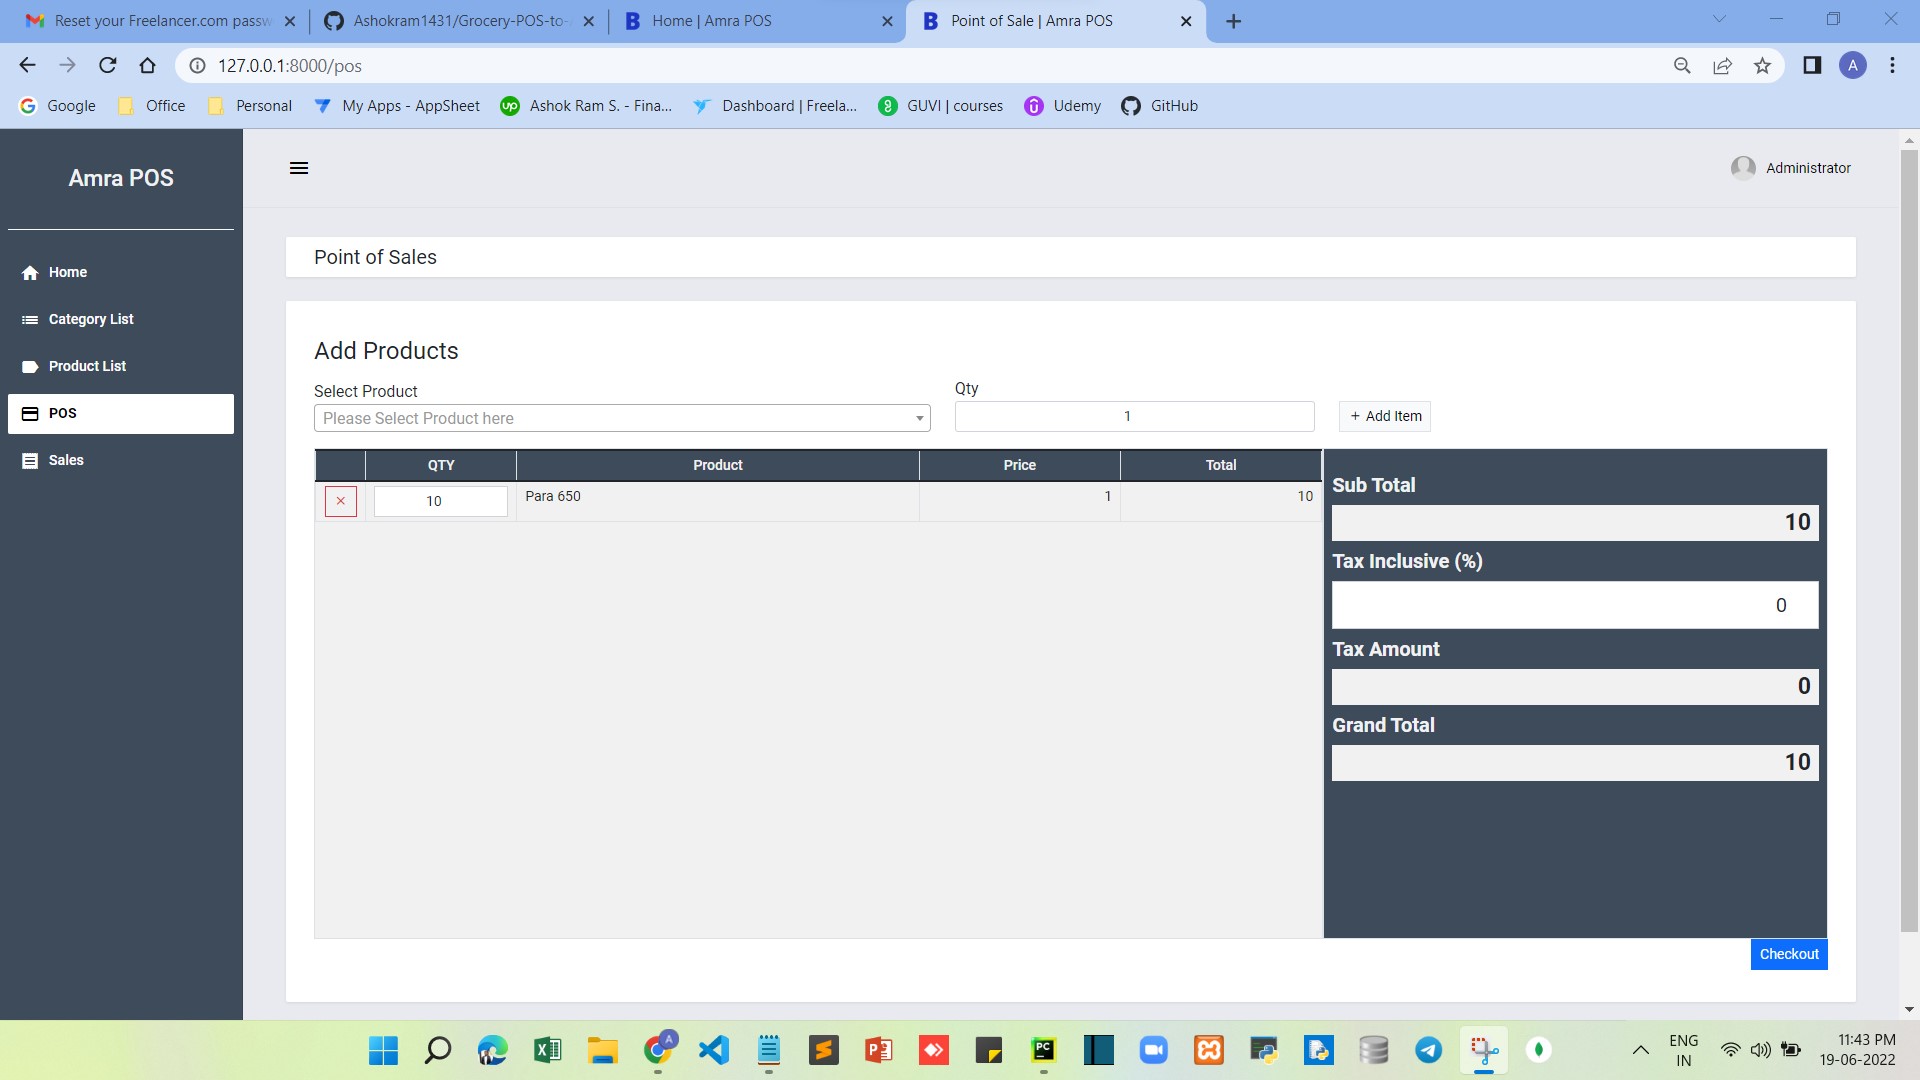 Reset your Freelancer.com passw
Ashokram1431/Grocery-POS-to-
Home | Amra POS
Point of Sale | Amra POS
127.0.0.1:8000/pos
A
Google
Office
Personal
My Apps - AppSheet
Ashok Ram S. - Fina...
Dashboard | Freela...
GUVI | courses
Udemy
GitHub
Amra POS
Administrator
Home
Category List
Product List
POS
Sales
Point of Sales
Add Products
Select Product
Qty
Please Select Product here
1
+ Add Item
QTY Product Price Total
× 10 Para 650 1 10
Sub Total
10
Tax Inclusive (%)
0
Tax Amount
0
Grand Total
10
Checkout
ENG
IN
11:43 PM
19-06-2022